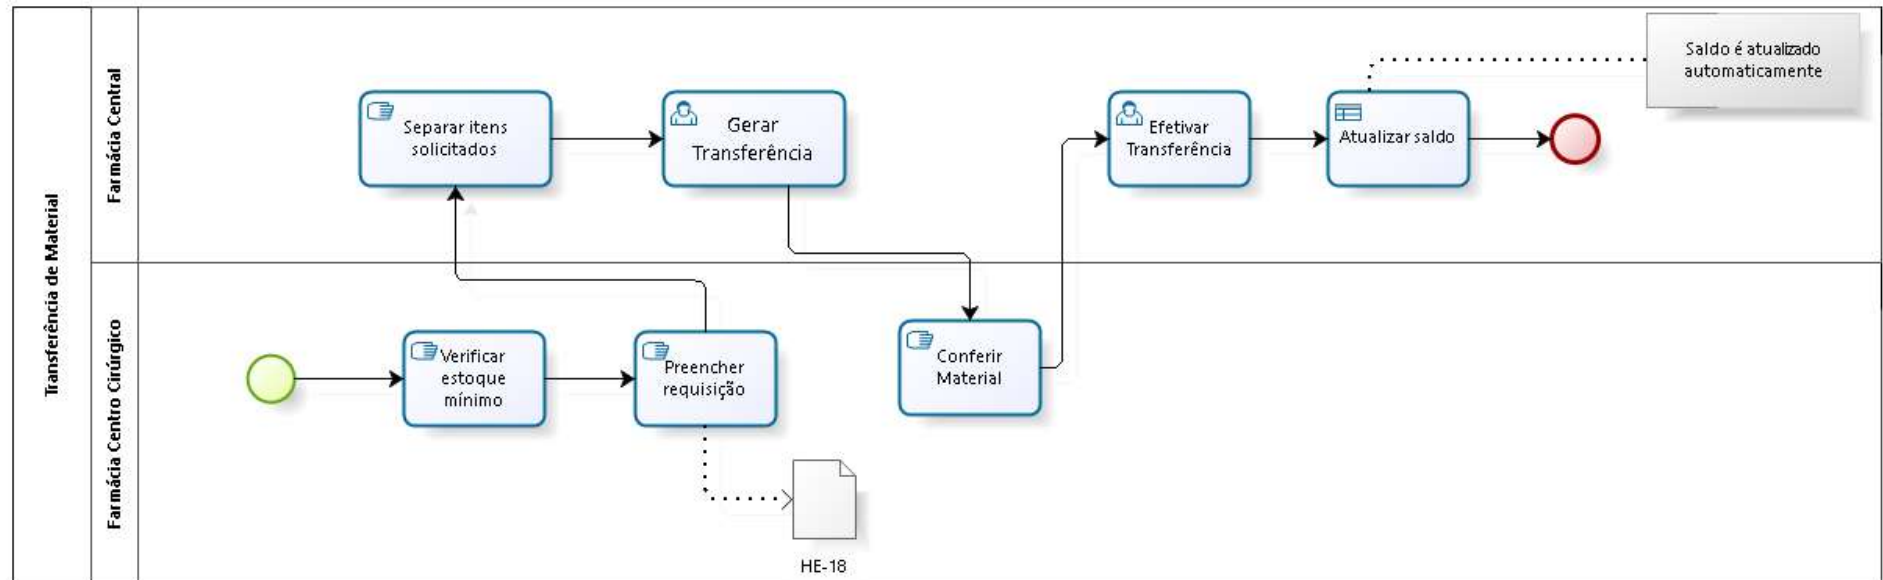 Transferência de Material
Farmácia Central
Separar itens
solicitados
Gerar
Transferência
Efetivar
Transferência
Atualizar saldo
Saldo é atualizado
automaticamente
Farmácia Centro Cirúrgico
Verificar
estoque
mínimo
Preencher
requisição
Conferir
Material
HE-18